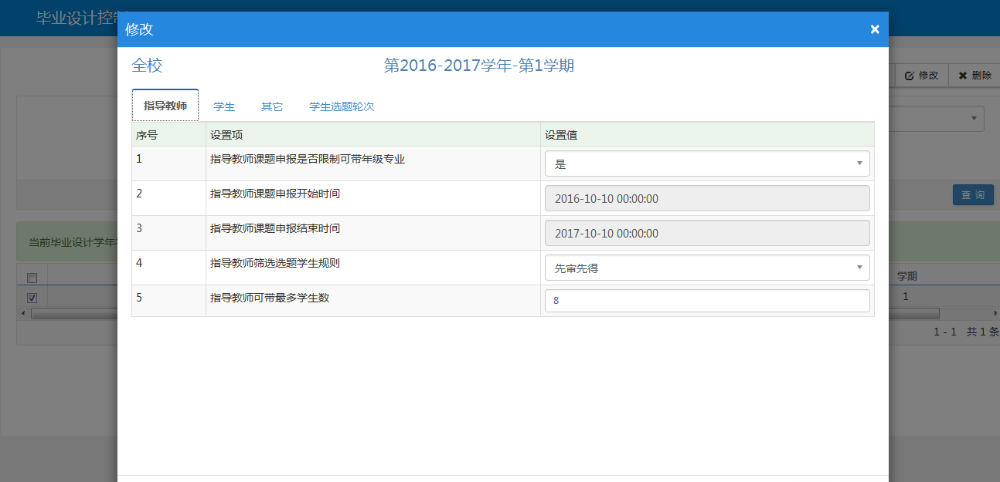 毕业设计控制
修改
×
全校 第2016-2017学年-第1学期
修改 删除
指导教师 学生 其它 学生选题轮次
序号 设置项 设置值
1 指导教师课题申报是否限制可带年级专业 是
2 指导教师课题申报开始时间 2016-10-10 00:00:00
查 询
3 指导教师课题申报结束时间 2017-10-10 00:00:00
当前毕业设计学年
4 指导教师筛选选题学生规则 先审先得
学期
5 指导教师可带最多学生数 8
1
1 - 1 共 1 条